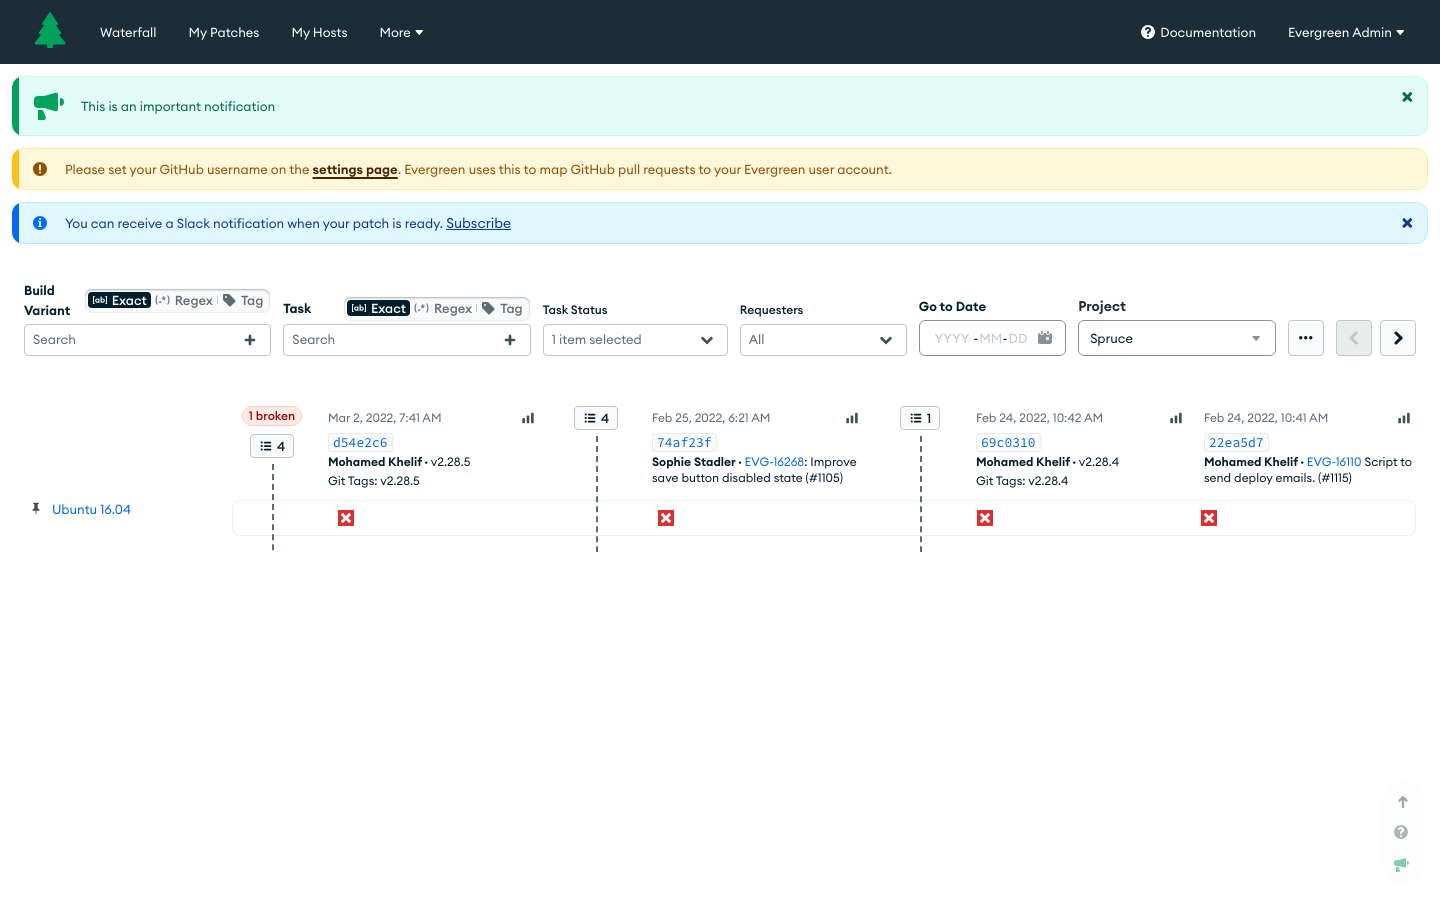 Waterfall My Patches My Hosts More Documentation Evergreen Admin
This is an important notification
Please set your GitHub username on the settings page. Evergreen uses this to map GitHub pull requests to your Evergreen user account.
You can receive a Slack notification when your patch is ready. Subscribe
Build
Variant
[ab] Exact (.*) Regex Tag
Task
[ab] Exact (.*) Regex Tag
Task Status
Requesters
Go to Date
Project
Search
Search
1 item selected
All
YYYY - MM - DD
Spruce
1 broken
4
Mar 2, 2022, 7:41 AM
d54e2c6
Mohamed Khelif · v2.28.5
Git Tags: v2.28.5
4
Feb 25, 2022, 6:21 AM
74af23f
Sophie Stadler · EVG-16268: Improve
save button disabled state (#1105)
1
Feb 24, 2022, 10:42 AM
69c0310
Mohamed Khelif · v2.28.4
Git Tags: v2.28.4
Feb 24, 2022, 10:41 AM
22ea5d7
Mohamed Khelif · EVG-16110 Script to
send deploy emails. (#1115)
Ubuntu 16.04